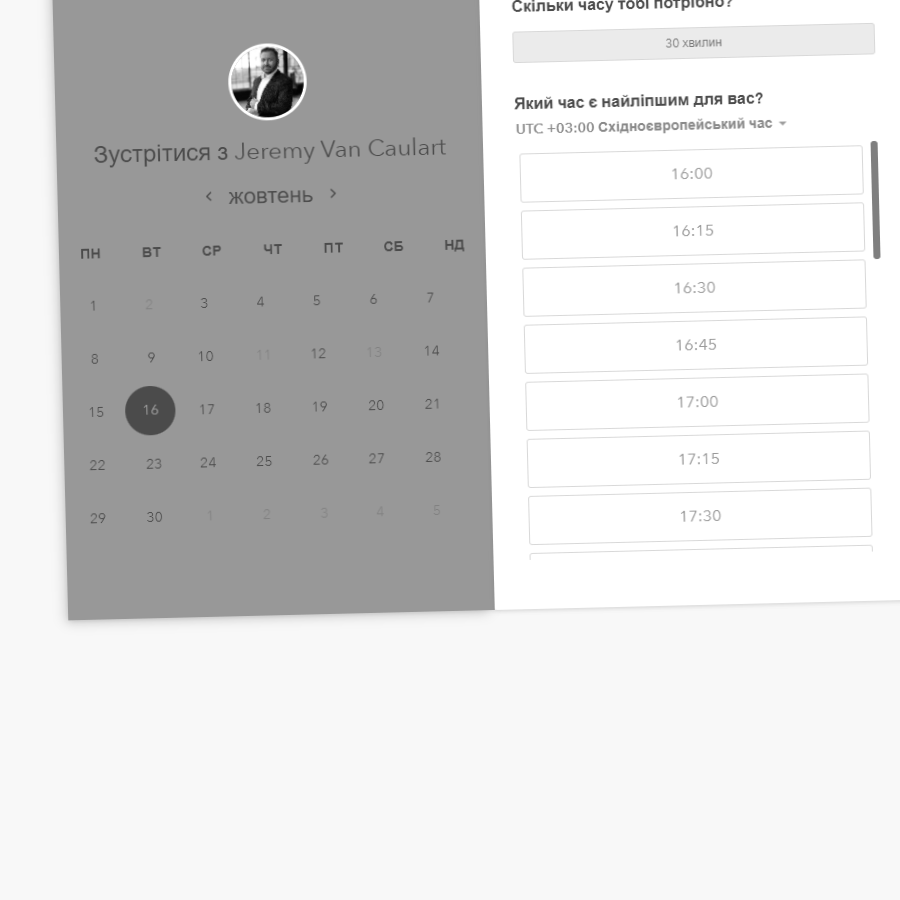 Зустрітися з Jeremy Van Caulart
‹ жовтень ›
ПН ВТ СР ЧТ ПТ СБ НД
1 2 3 4 5 6 7
8 9 10 11 12 13 14
15 16 17 18 19 20 21
22 23 24 25 26 27 28
29 30 1 2 3 4 5
Скільки часу тобі потрібно?
30 хвилин
Який час є найліпшим для вас?
UTC +03:00 Східноєвропейський час
16:00
16:15
16:30
16:45
17:00
17:15
17:30